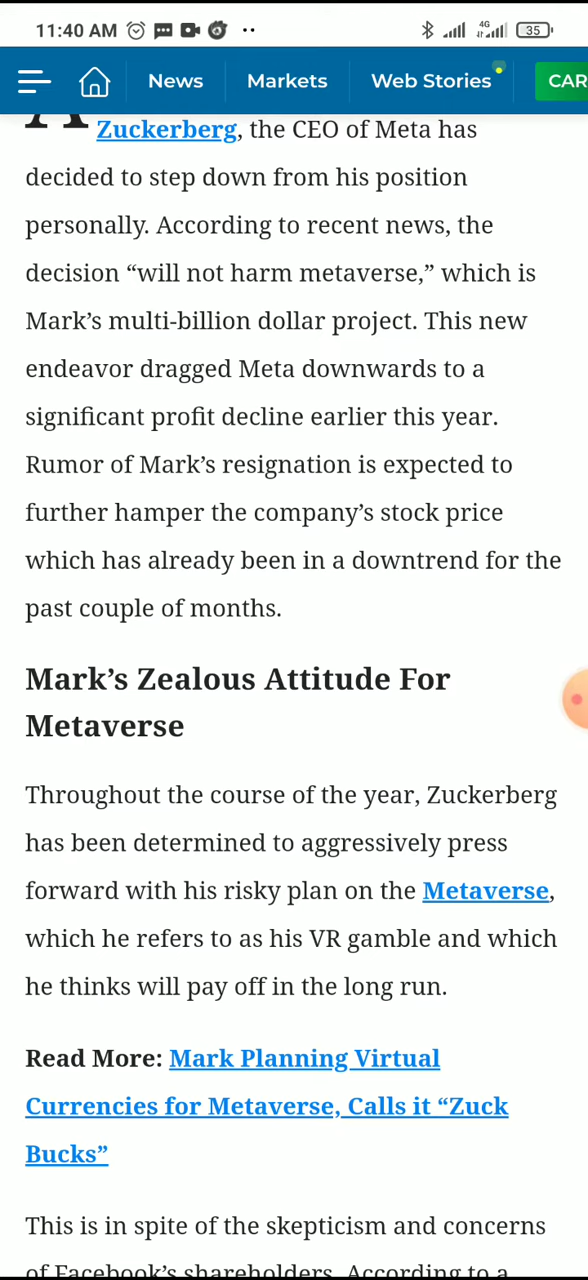 11:40 AM 4G 35
News Markets Web Stories CAR
A
Zuckerberg, the CEO of Meta has
decided to step down from his position
personally. According to recent news, the
decision “will not harm metaverse,” which is
Mark’s multi-billion dollar project. This new
endeavor dragged Meta downwards to a
significant profit decline earlier this year.
Rumor of Mark’s resignation is expected to
further hamper the company’s stock price
which has already been in a downtrend for the
past couple of months.
Mark’s Zealous Attitude For
Metaverse
Throughout the course of the year, Zuckerberg
has been determined to aggressively press
forward with his risky plan on the Metaverse,
which he refers to as his VR gamble and which
he thinks will pay off in the long run.
Read More: Mark Planning Virtual
Currencies for Metaverse, Calls it “Zuck
Bucks”
This is in spite of the skepticism and concerns
of Facebook’s shareholders. According to a